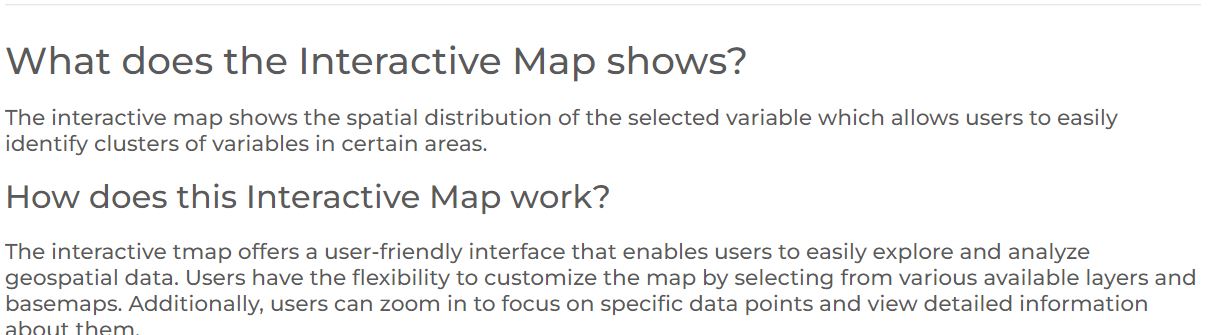 What does the Interactive Map shows?
The interactive map shows the spatial distribution of the selected variable which allows users to easily
identify clusters of variables in certain areas.
How does this Interactive Map work?
The interactive tmap offers a user-friendly interface that enables users to easily explore and analyze
geospatial data. Users have the flexibility to customize the map by selecting from various available layers and
basemaps. Additionally, users can zoom in to focus on specific data points and view detailed information
about them.